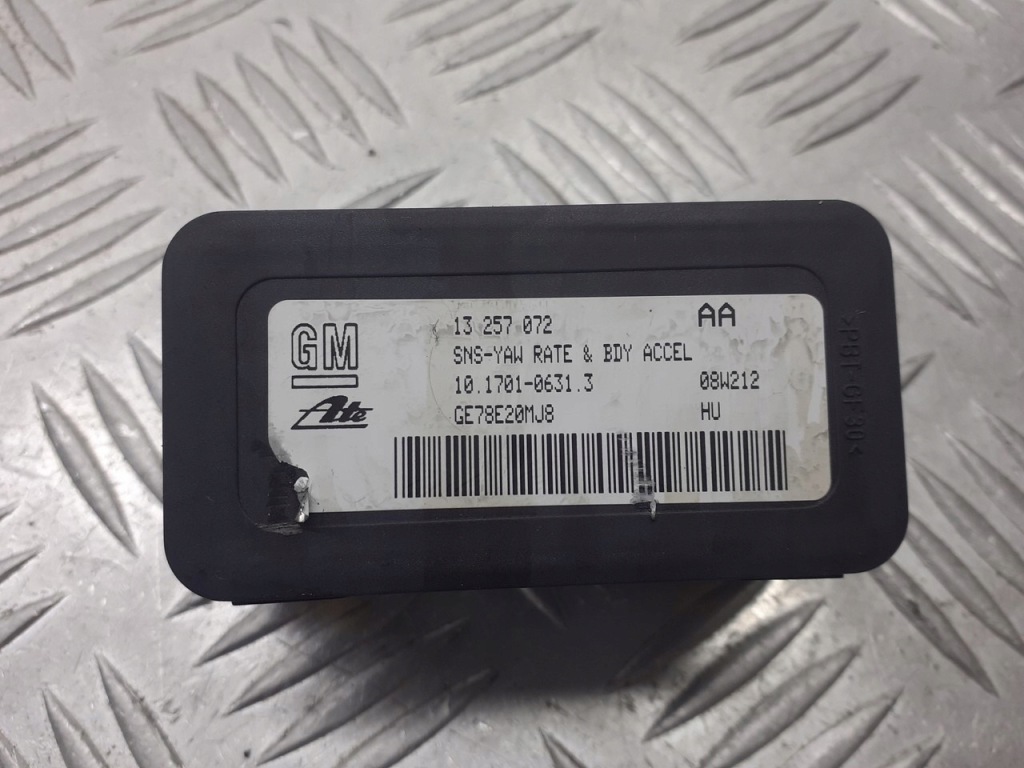 GM
Ate
13 257 072 AA
SNS-YAW RATE & BDY ACCEL
10.1701-0631.3 08W212
GE78E20MJ8 HU
>PBT-GF30<